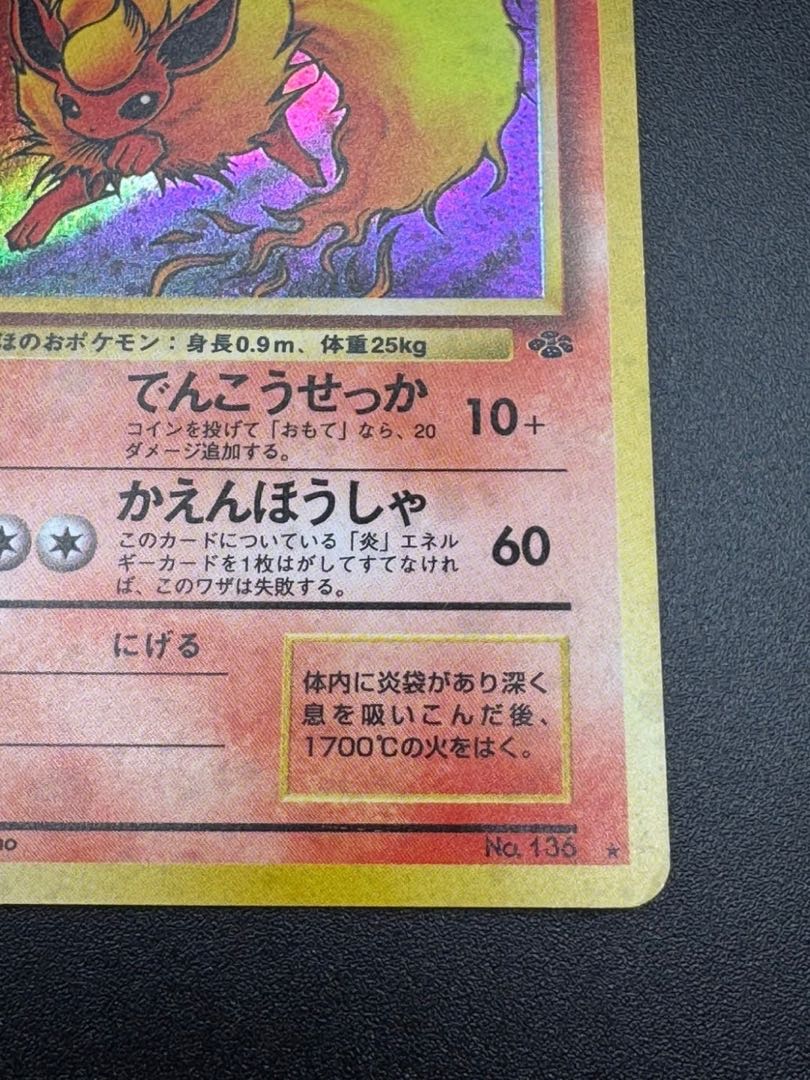 ほのおポケモン：身長0.9m、体重25kg
でんこうせっか 10+
コインを投げて「おもて」なら、20
ダメージ追加する。
かえんほうしゃ 60
このカードについている「炎」エネル
ギーカードを1枚はがしてすてなけれ
ば、このワザは失敗する。
にげる
体内に炎袋があり深く
息を吸いこんだ後、
1700℃の火をはく。
No. 136 ★